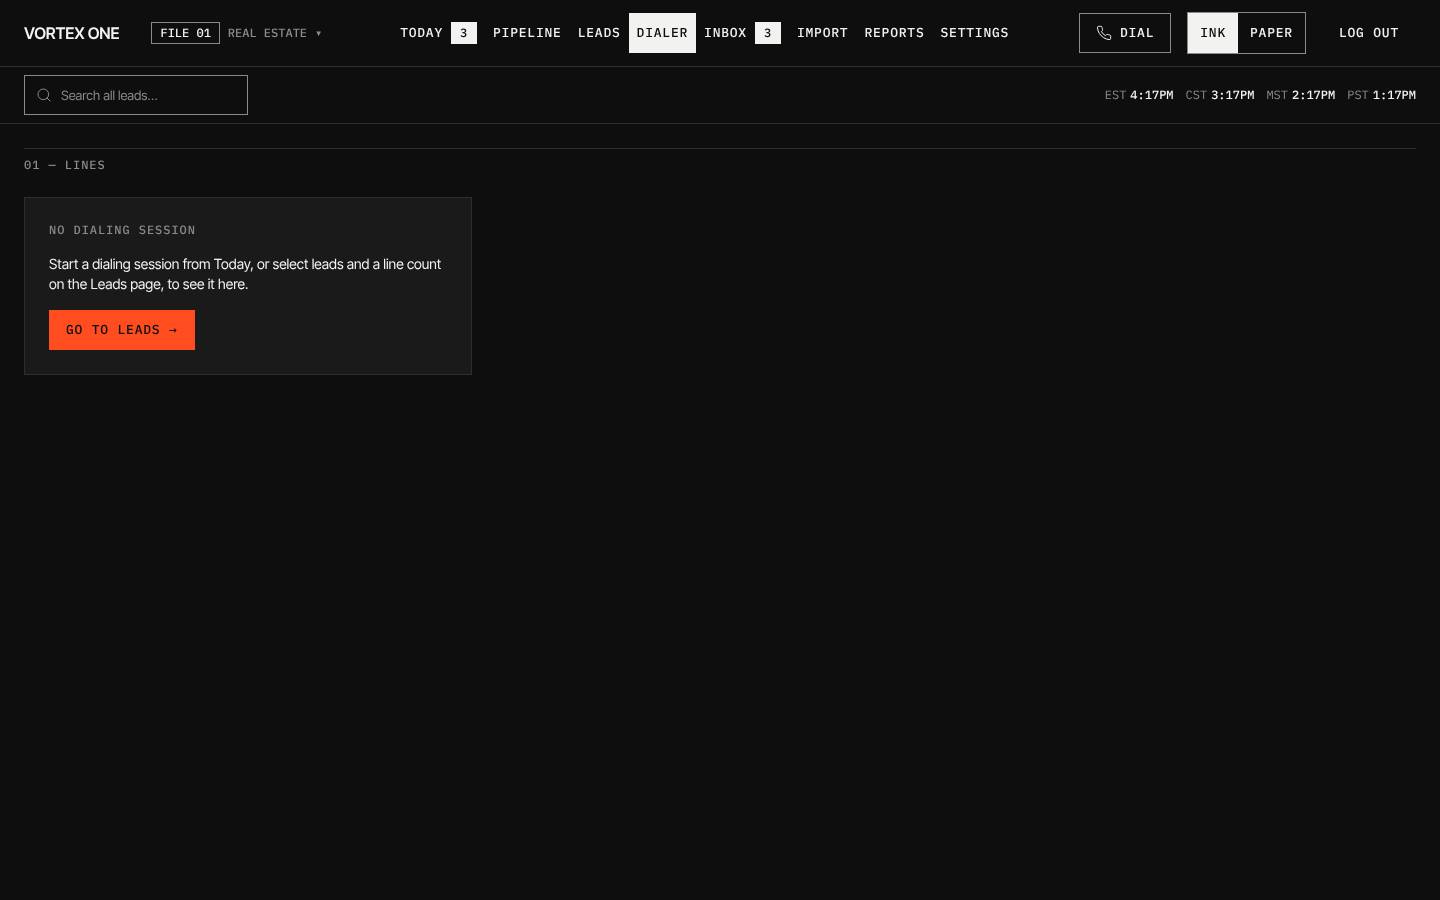 VORTEX ONE FILE 01 REAL ESTATE ▾ TODAY 3 PIPELINE LEADS DIALER INBOX 3 IMPORT REPORTS SETTINGS DIAL INK PAPER LOG OUT
Search all leads... EST 4:17PM CST 3:17PM MST 2:17PM PST 1:17PM
01 — LINES
NO DIALING SESSION
Start a dialing session from Today, or select leads and a line count
on the Leads page, to see it here.
GO TO LEADS →